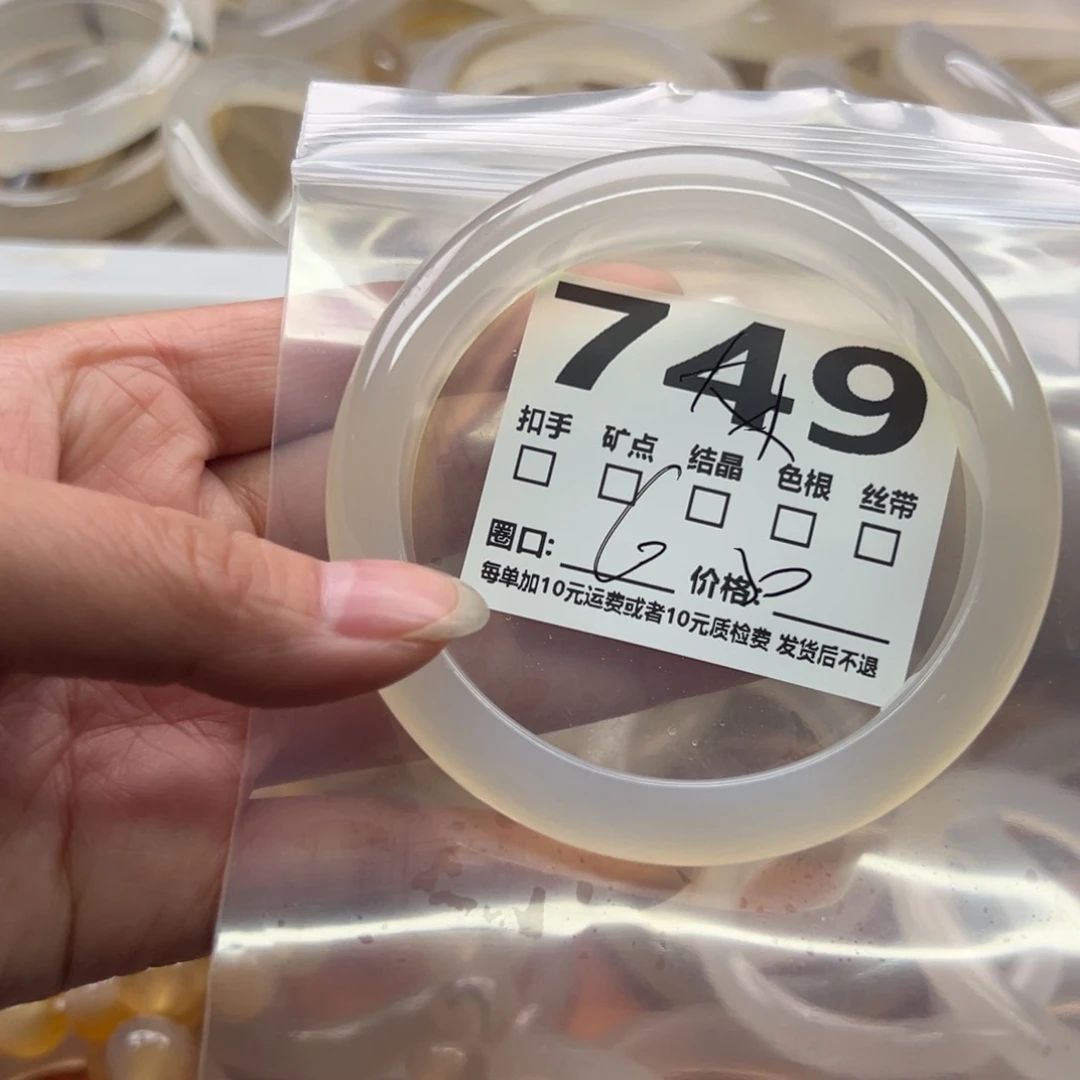 749
扣手 矿点 结晶 色根 丝带
圈口: 价格:
每单加10元运费或者10元质检费 发货后不退